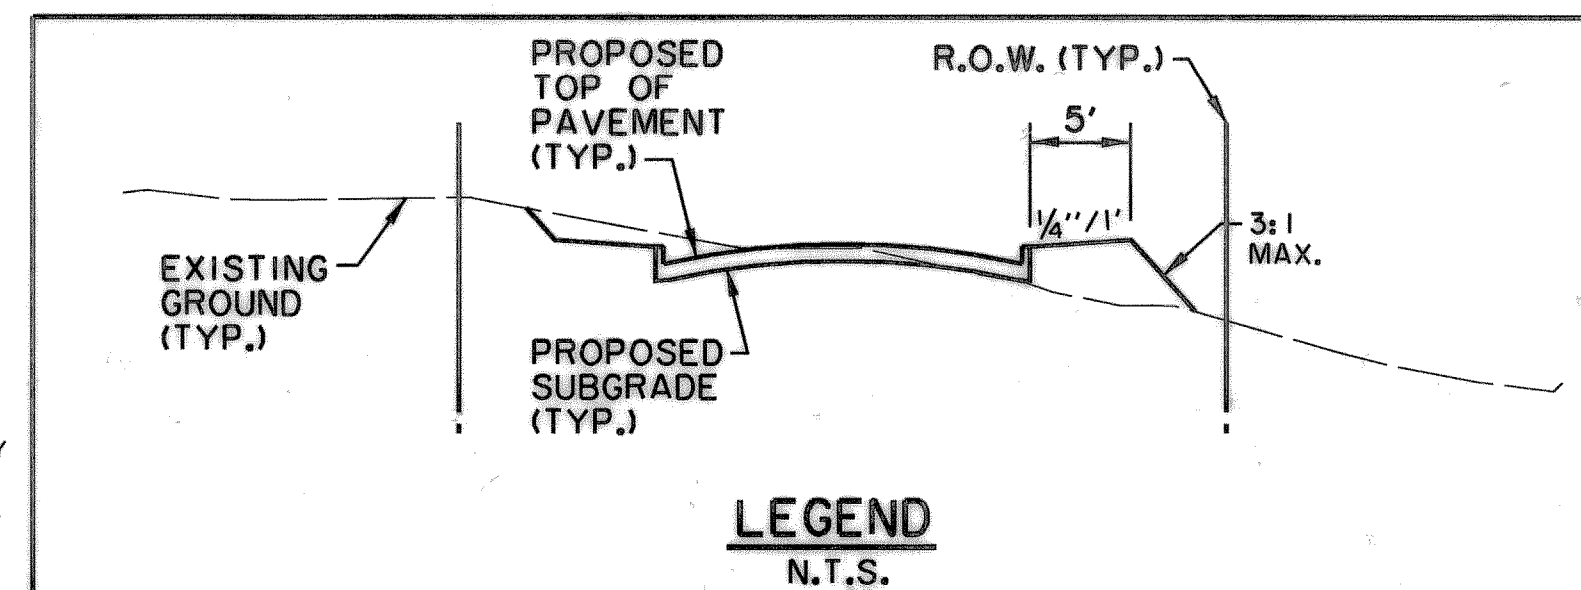 PROPOSED
TOP OF
PAVEMENT
(TYP.)
R.O.W. (TYP.)
5'
1/4"/1'
3:1
MAX.
EXISTING
GROUND
(TYP.)
PROPOSED
SUBGRADE
(TYP.)
LEGEND
N.T.S.